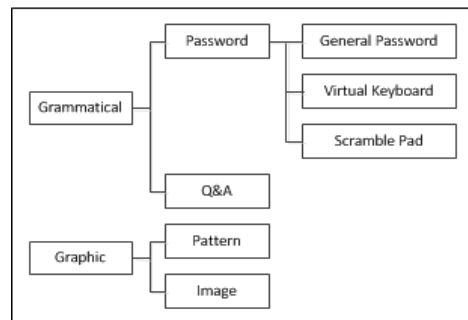 Password
General Password
Virtual Keyboard
Grammatical
Scramble Pad
Q&A
Pattern
Graphic
Image